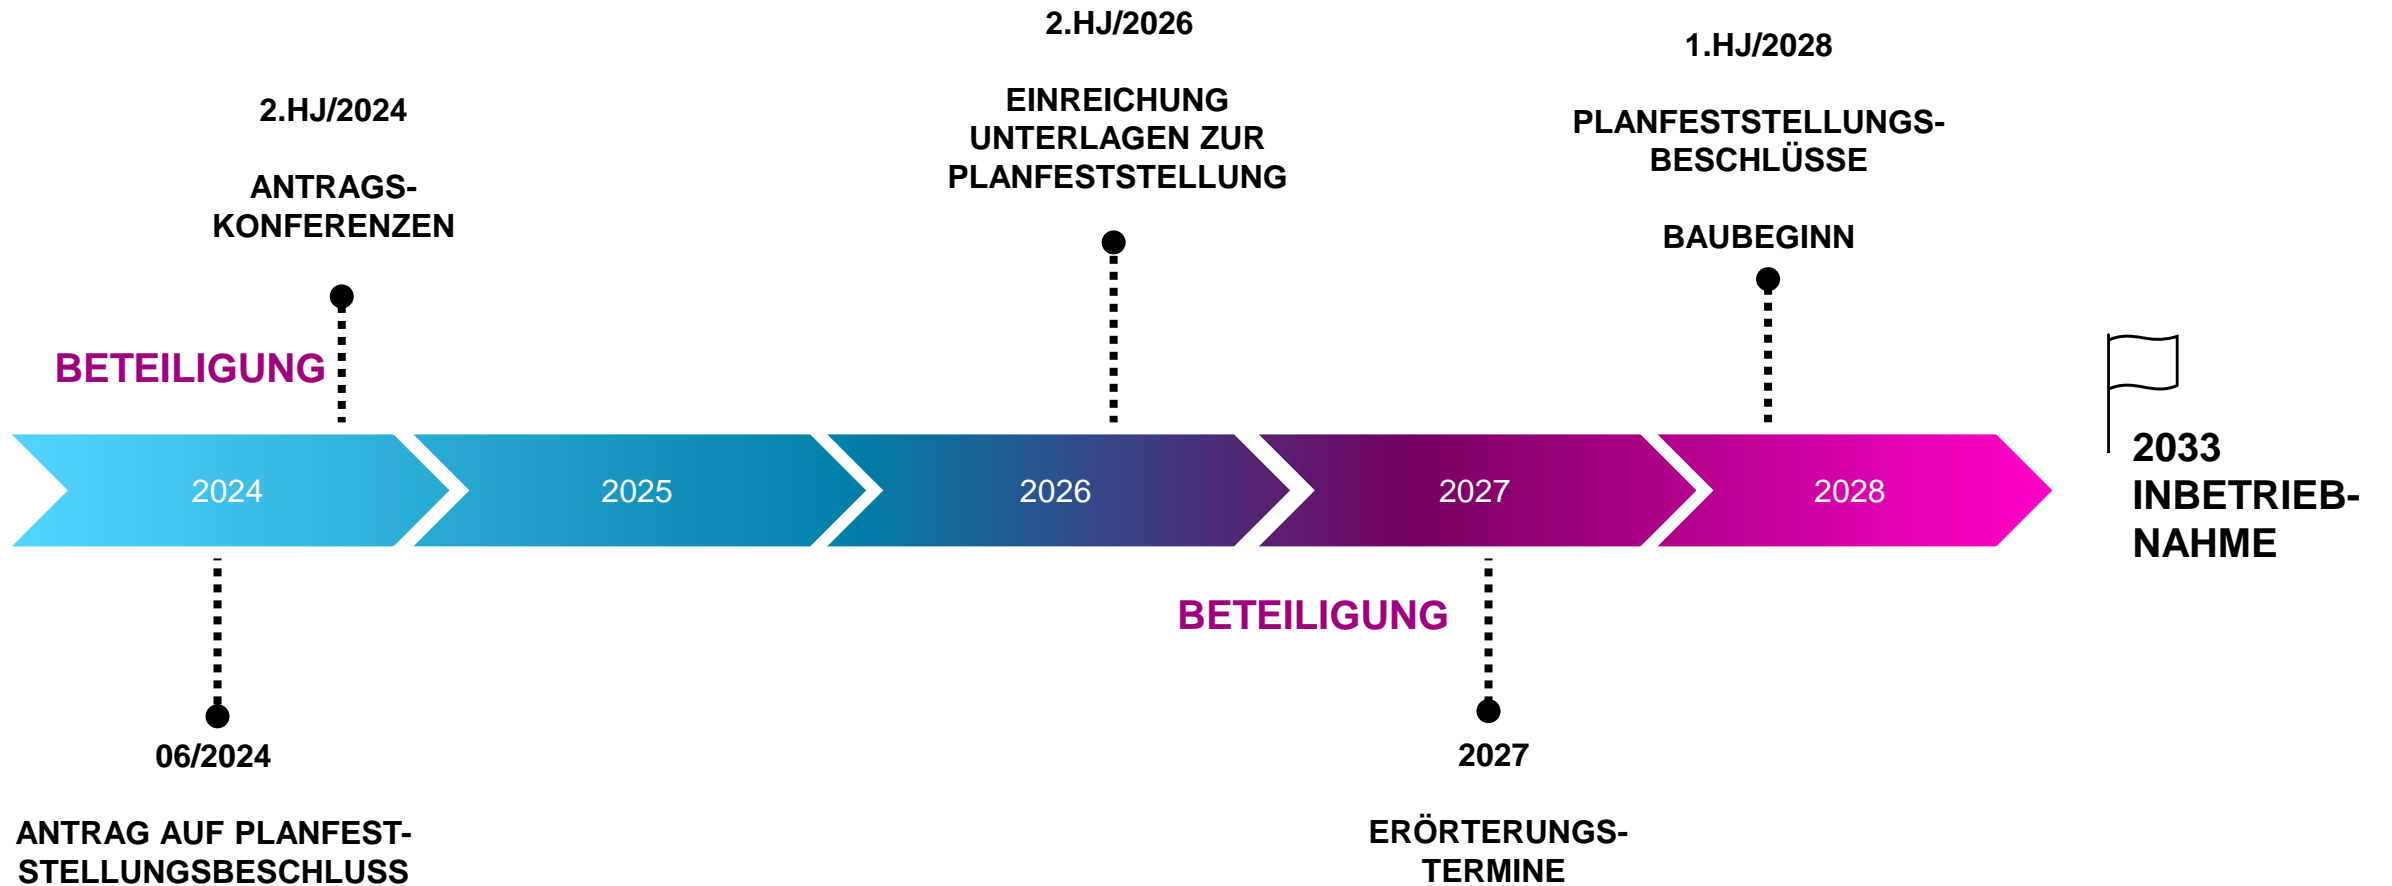 2.HJ/2024
ANTRAGS-
KONFERENZEN
2.HJ/2026
EINREICHUNG
UNTERLAGEN ZUR
PLANFESTSTELLUNG
1.HJ/2028
PLANFESTSTELLUNGS-
BESCHLÜSSE
BAUBEGINN
BETEILIGUNG
2024
2025
2026
2027
2028
2033
INBETRIEB-
NAHME
BETEILIGUNG
06/2024
ANTRAG AUF PLANFEST-
STELLUNGSBESCHLUSS
2027
ERÖRTERUNGS-
TERMINE